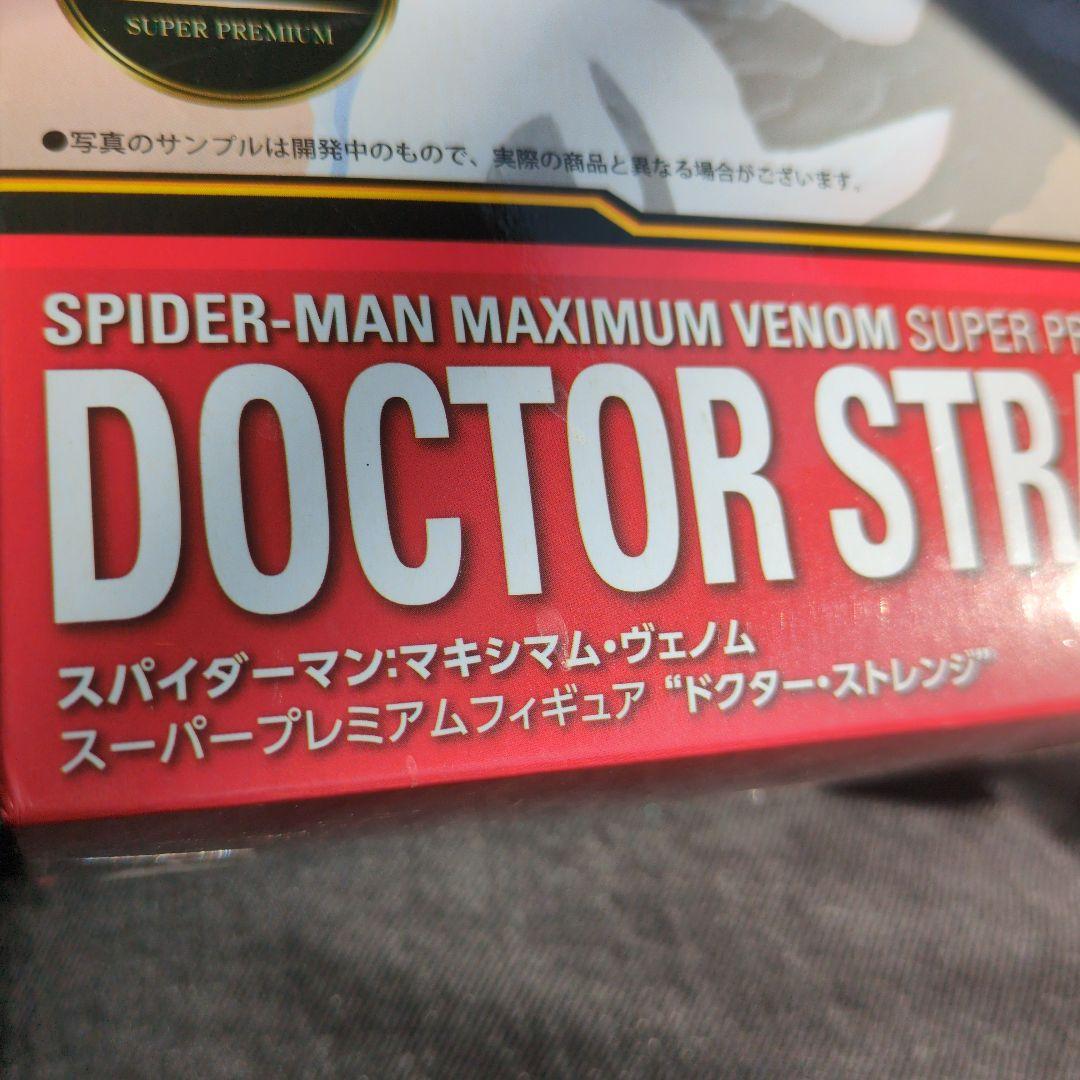 SUPER PREMIUM
●写真のサンプルは開発中のもので、実際の商品と異なる場合がございます。
SPIDER-MAN MAXIMUM VENOM SUPER PR
DOCTOR STRA
スパイダーマン:マキシマム・ヴェノム
スーパープレミアムフィギュア “ドクター・ストレンジ”